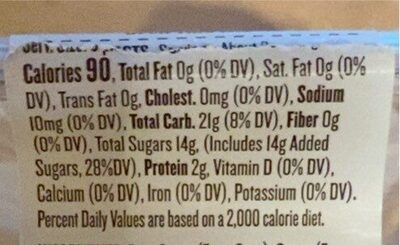 Calories 90, Total Fat 0g (0% DV), Sat. Fat 0g (0%
DV), Trans Fat 0g, Cholest. 0mg (0% DV), Sodium
10mg (0% DV), Total Carb. 21g (8% DV), Fiber 0g
(0% DV), Total Sugars 14g, (Includes 14g Added
Sugars, 28%DV), Protein 2g, Vitamin D (0% DV),
Calcium (0% DV), Iron (0% DV), Potassium (0% DV).
Percent Daily Values are based on a 2,000 calorie diet.